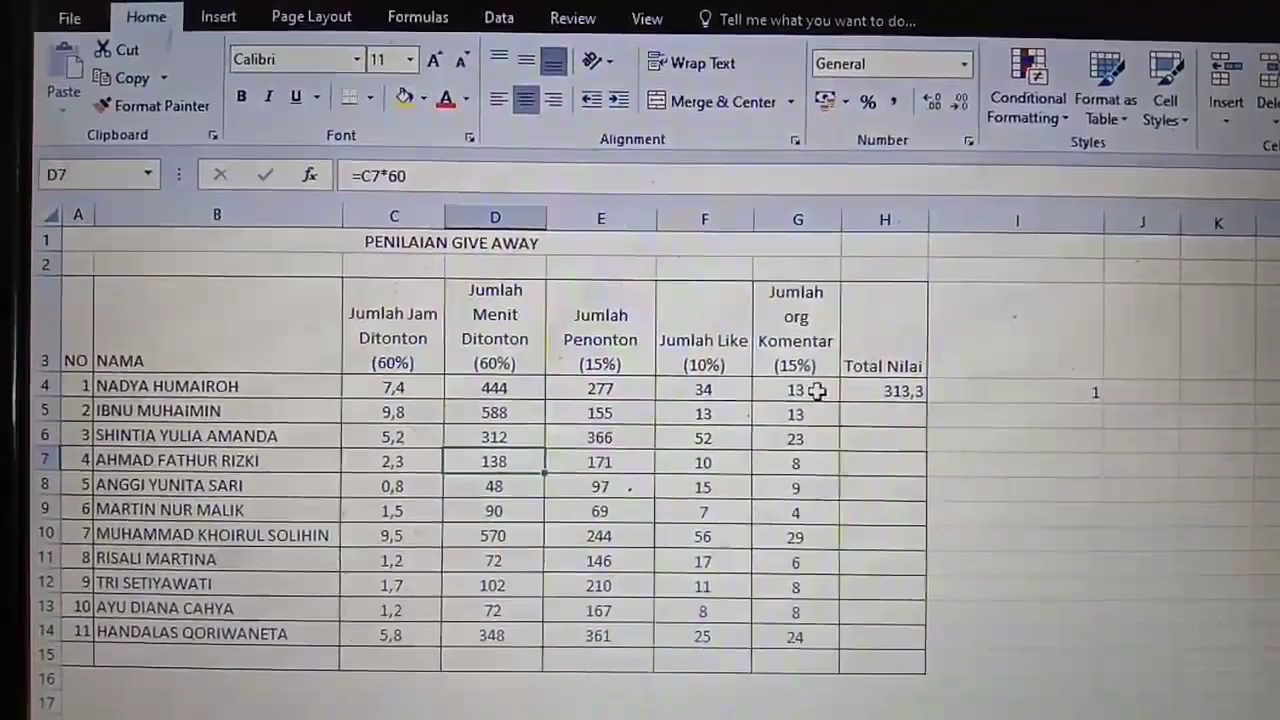 File Home Insert Page Layout Formulas Data Review View Tell me what you want to do...
Cut
Copy
Format Painter
Paste
Clipboard
Calibri 11
B I U
Font
Wrap Text
Merge & Center
Alignment
General
% ,
Number
Conditional Formatting
Format as Table
Cell Styles
Styles
Insert
D7 fx =C7*60
A B C D E F G H I J K
1 PENILAIAN GIVE AWAY
2
3 NO NAMA Jumlah Jam Ditonton (60%) Jumlah Menit Ditonton (60%) Jumlah Penonton (15%) Jumlah Like (10%) Jumlah org Komentar (15%) Total Nilai
4 1 NADYA HUMAIROH 7,4 444 277 34 13 313,3 1
5 2 IBNU MUHAIMIN 9,8 588 155 13 13
6 3 SHINTIA YULIA AMANDA 5,2 312 366 52 23
7 4 AHMAD FATHUR RIZKI 2,3 138 171 10 8
8 5 ANGGI YUNITA SARI 0,8 48 97 15 9
9 6 MARTIN NUR MALIK 1,5 90 69 7 4
10 7 MUHAMMAD KHOIRUL SOLIHIN 9,5 570 244 56 29
11 8 RISALI MARTINA 1,2 72 146 17 6
12 9 TRI SETIYAWATI 1,7 102 210 11 8
13 10 AYU DIANA CAHYA 1,2 72 167 8 8
14 11 HANDALAS QORIWANETA 5,8 348 361 25 24
15
16
17